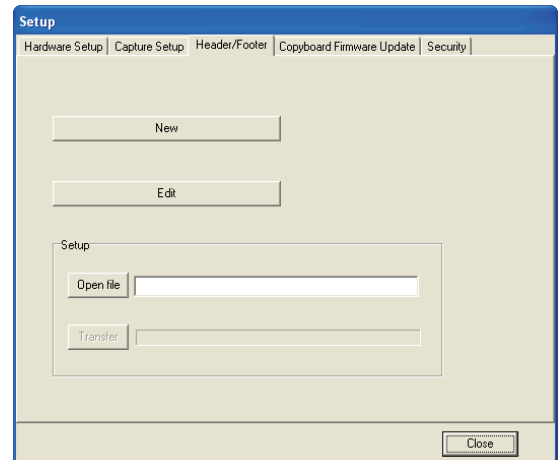 Setup
Hardware Setup Capture Setup Header/Footer Copyboard Firmware Update Security
New
Edit
Setup
Open file
Transfer
Close